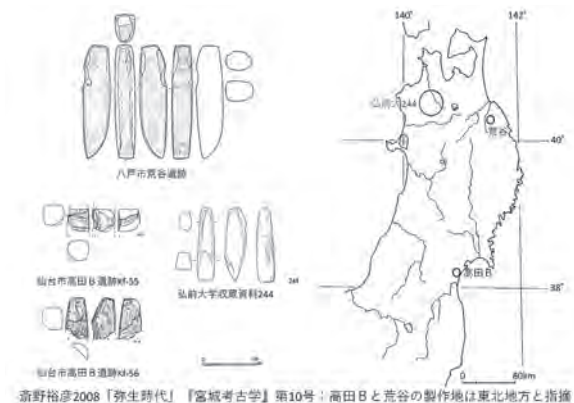 八戸市荒谷遺跡
仙台市高田B遺跡Kd-55
弘前大学収蔵資料244
244
仙台市高田B遺跡Kd-56
0
140°
142°
弘前大244
荒谷
40°
高田B
38°
0 80km
斎野裕彦2008「弥生時代」『宮城考古学』第10号：高田Bと荒谷の製作地は東北地方と指摘